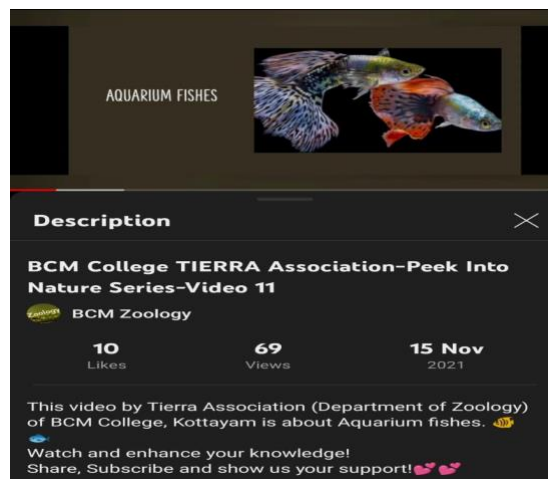 AQUARIUM FISHES
Description
BCM College TIERRA Association-Peek Into
Nature Series-Video 11
Zoology
BCM Zoology
10 69 15 Nov
Likes Views 2021
This video by Tierra Association (Department of Zoology)
of BCM College, Kottayam is about Aquarium fishes. 🐠
🐟
Watch and enhance your knowledge!
Share, Subscribe and show us your support!💕💕